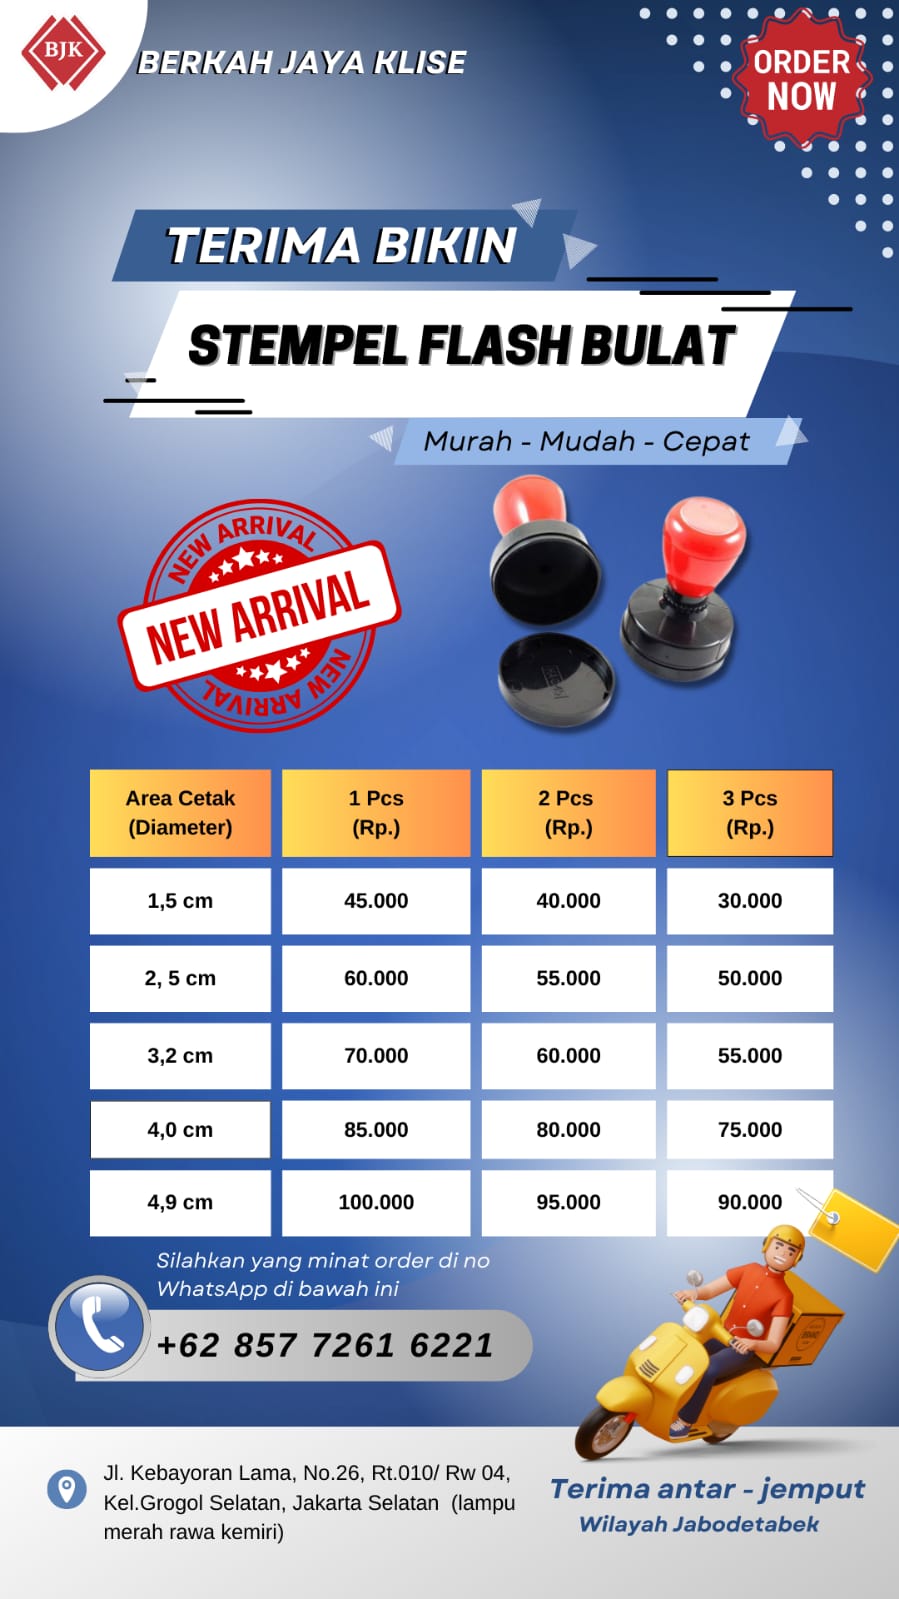 BJK
BERKAH JAYA KLISE
ORDER
NOW
TERIMA BIKIN
STEMPEL FLASH BULAT
Murah - Mudah - Cepat
NEW ARRIVAL
NEW ARRIVAL
NEW ARRIVAL
Area Cetak (Diameter) 1 Pcs (Rp.) 2 Pcs (Rp.) 3 Pcs (Rp.)
1,5 cm 45.000 40.000 30.000
2, 5 cm 60.000 55.000 50.000
3,2 cm 70.000 60.000 55.000
4,0 cm 85.000 80.000 75.000
4,9 cm 100.000 95.000 90.000
Silahkan yang minat order di no
WhatsApp di bawah ini
+62 857 7261 6221
Jl. Kebayoran Lama, No.26, Rt.010/ Rw 04,
Kel.Grogol Selatan, Jakarta Selatan (lampu
merah rawa kemiri)
Terima antar - jemput
Wilayah Jabodetabek